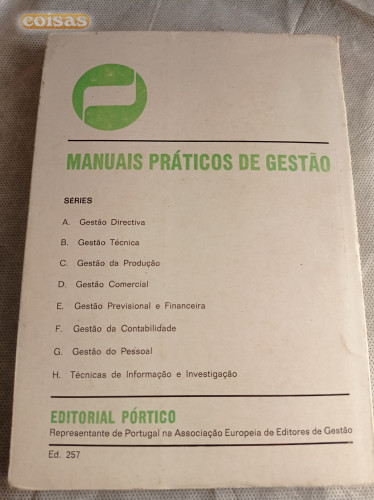 coisas
MANUAIS PRÁTICOS DE GESTÃO
SÉRIES
A. Gestão Directiva
B. Gestão Técnica
C. Gestão da Produção
D. Gestão Comercial
E. Gestão Previsional e Financeira
F. Gestão da Contabilidade
G. Gestão do Pessoal
H. Técnicas de Informação e Investigação
EDITORIAL PÓRTICO
Representante de Portugal na Associação Europeia de Editores de Gestão
Ed. 257